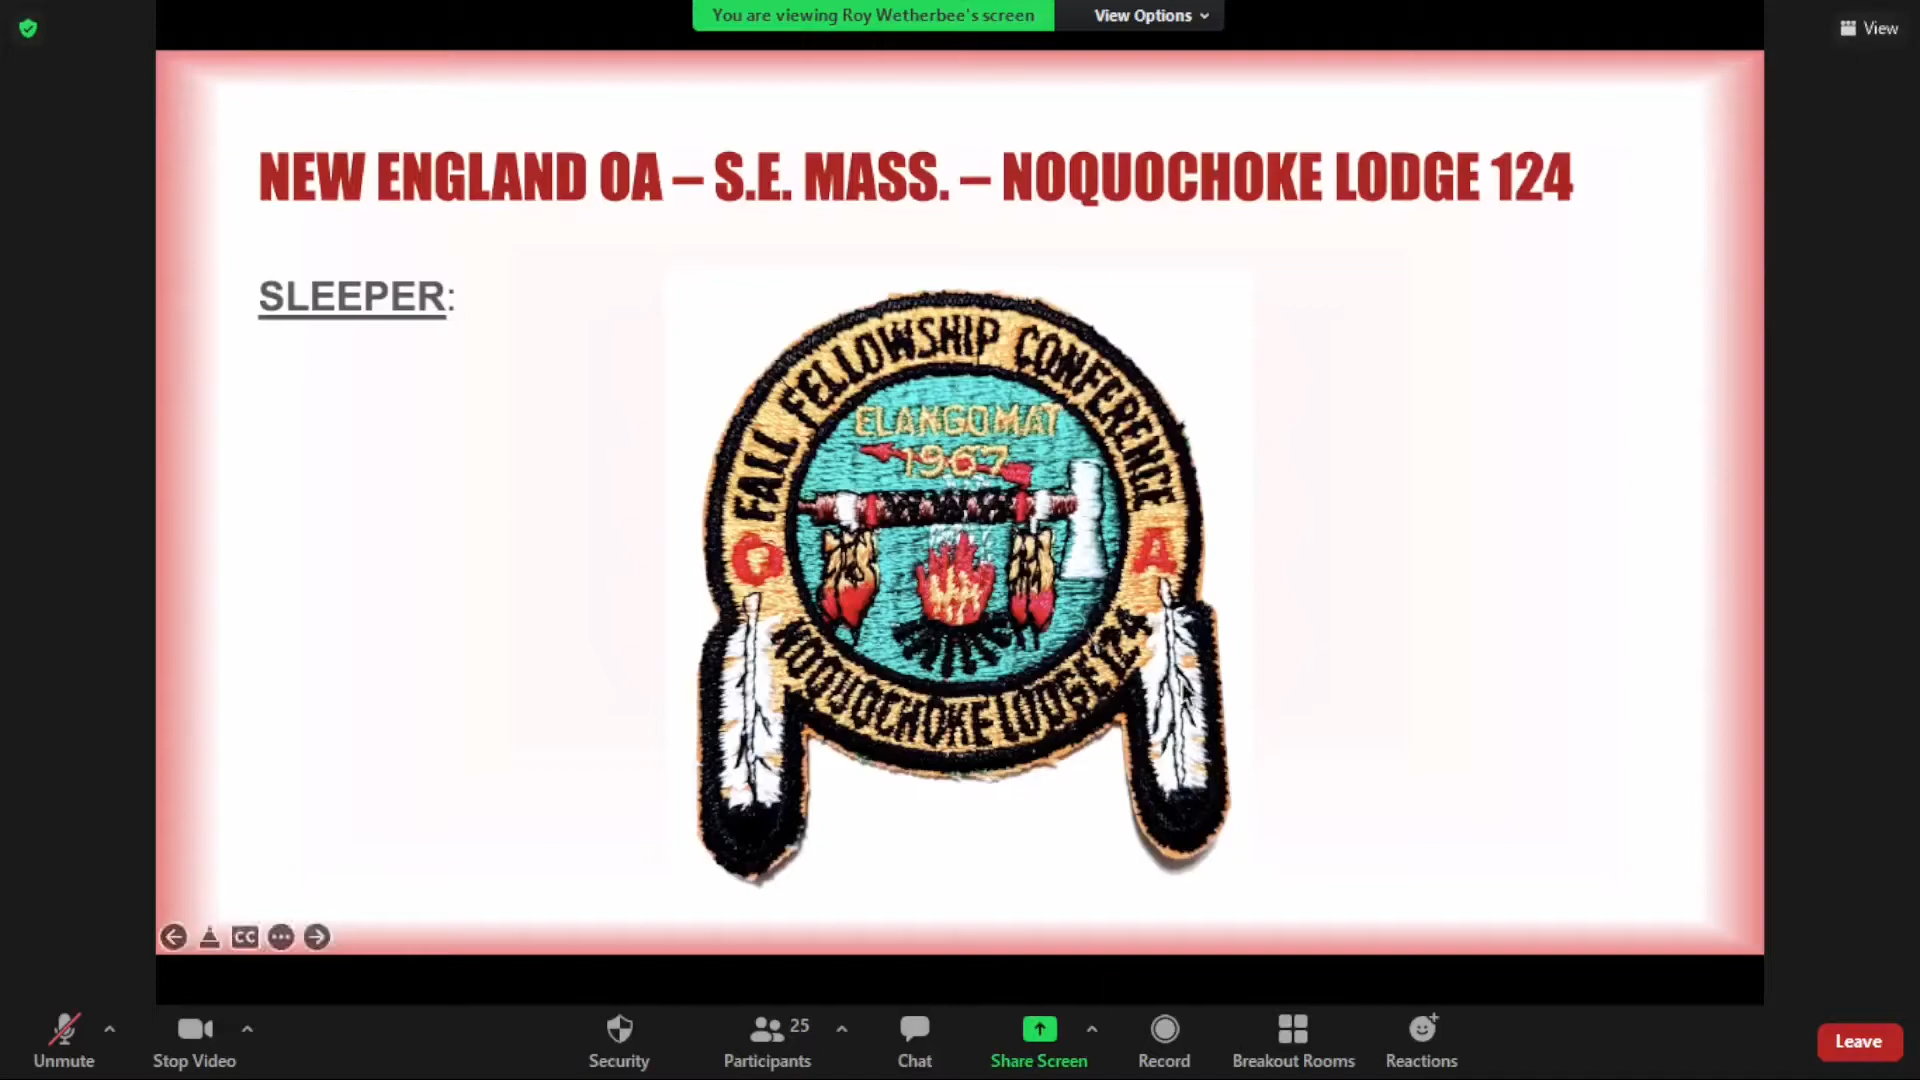 You are viewing Roy Wetherbee's screen
View Options
View
NEW ENGLAND OA – S.E. MASS. – NOQUOCHOKE LODGE 124
SLEEPER:
FALL FELLOWSHIP CONFERENCE
ELANGOMAT
1967
O A
NOQUOCHOKE LODGE 124
CC
Unmute
Stop Video
Security
25
Participants
Chat
Share Screen
Record
Breakout Rooms
Reactions
Leave